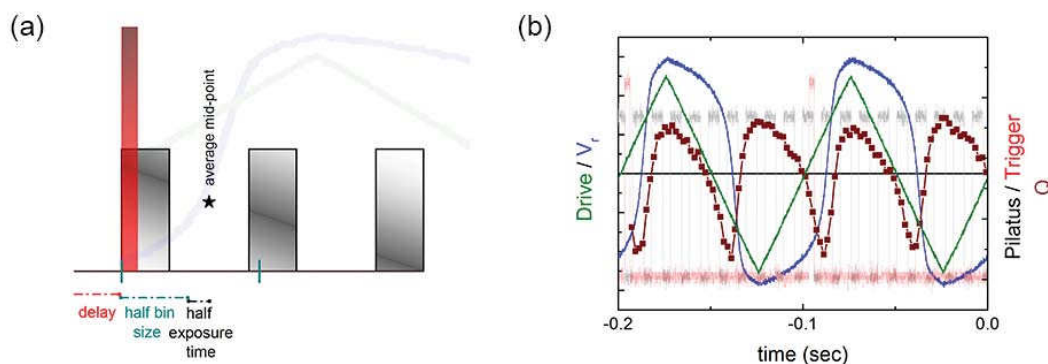 (a)
average mid-point
delay
half bin
size
half
exposure
time
(b)
Drive / Vr
-0.2
-0.1
0.0
time (sec)
Pilatus / Trigger
Q